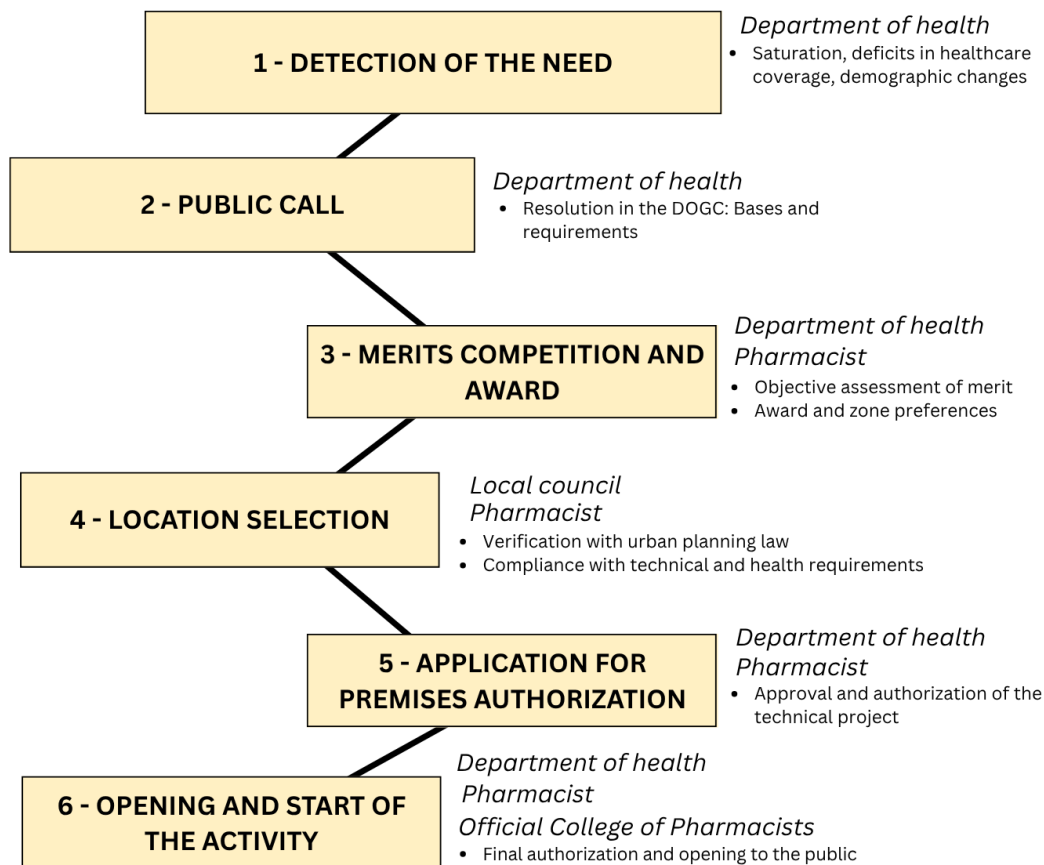 1 - DETECTION OF THE NEED
Department of health
• Saturation, deficits in healthcare
coverage, demographic changes
2 - PUBLIC CALL
Department of health
• Resolution in the DOGC: Bases and
requirements
3 - MERITS COMPETITION AND
AWARD
Department of health
Pharmacist
• Objective assessment of merit
• Award and zone preferences
4 - LOCATION SELECTION
Local council
Pharmacist
• Verification with urban planning law
• Compliance with technical and health requirements
5 - APPLICATION FOR
PREMISES AUTHORIZATION
Department of health
Pharmacist
• Approval and authorization of the
technical project
6 - OPENING AND START OF
THE ACTIVITY
Department of health
Pharmacist
Official College of Pharmacists
• Final authorization and opening to the public